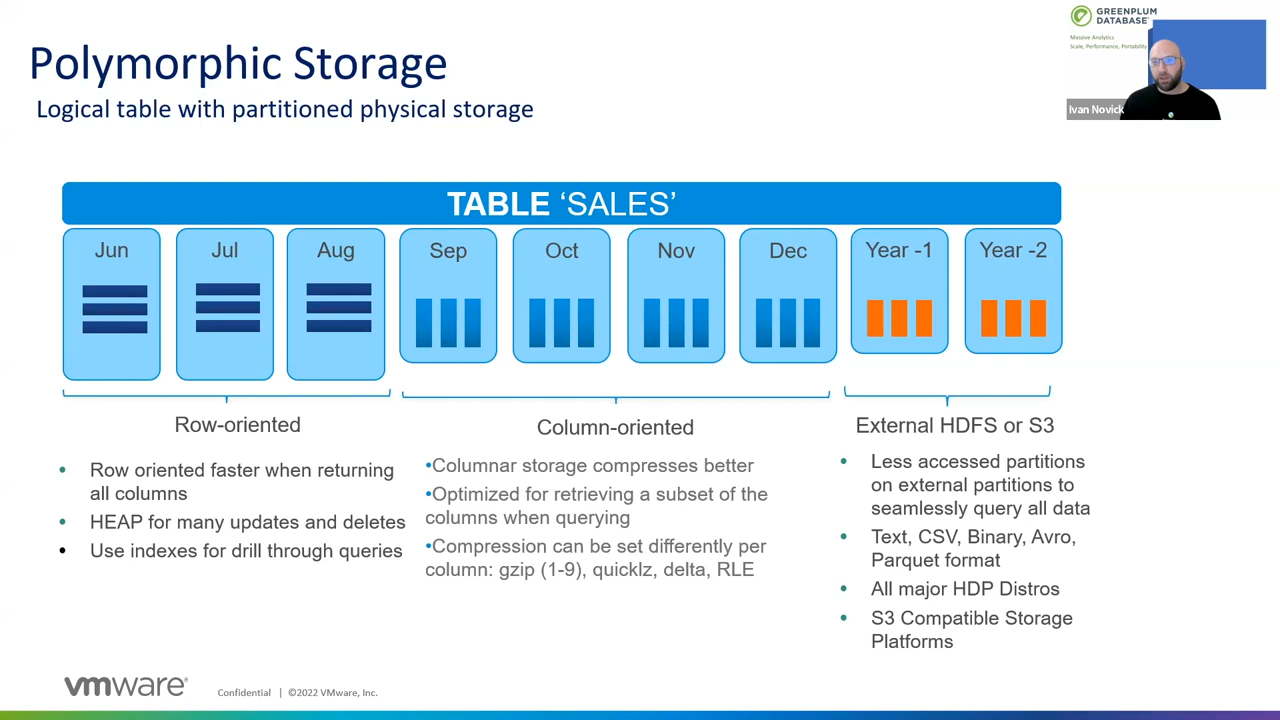 Polymorphic Storage
Logical table with partitioned physical storage
GREENPLUM
DATABASE
Massive Analytics
Scale, Performance, Portability
Ivan Novick
TABLE ‘SALES’
Jun
Jul
Aug
Sep
Oct
Nov
Dec
Year -1
Year -2
Row-oriented
• Row oriented faster when returning
all columns
• HEAP for many updates and deletes
• Use indexes for drill through queries
Column-oriented
•Columnar storage compresses better
•Optimized for retrieving a subset of the
columns when querying
•Compression can be set differently per
column: gzip (1-9), quicklz, delta, RLE
External HDFS or S3
• Less accessed partitions
on external partitions to
seamlessly query all data
• Text, CSV, Binary, Avro,
Parquet format
• All major HDP Distros
• S3 Compatible Storage
Platforms
vmware®
Confidential | ©2022 VMware, Inc.